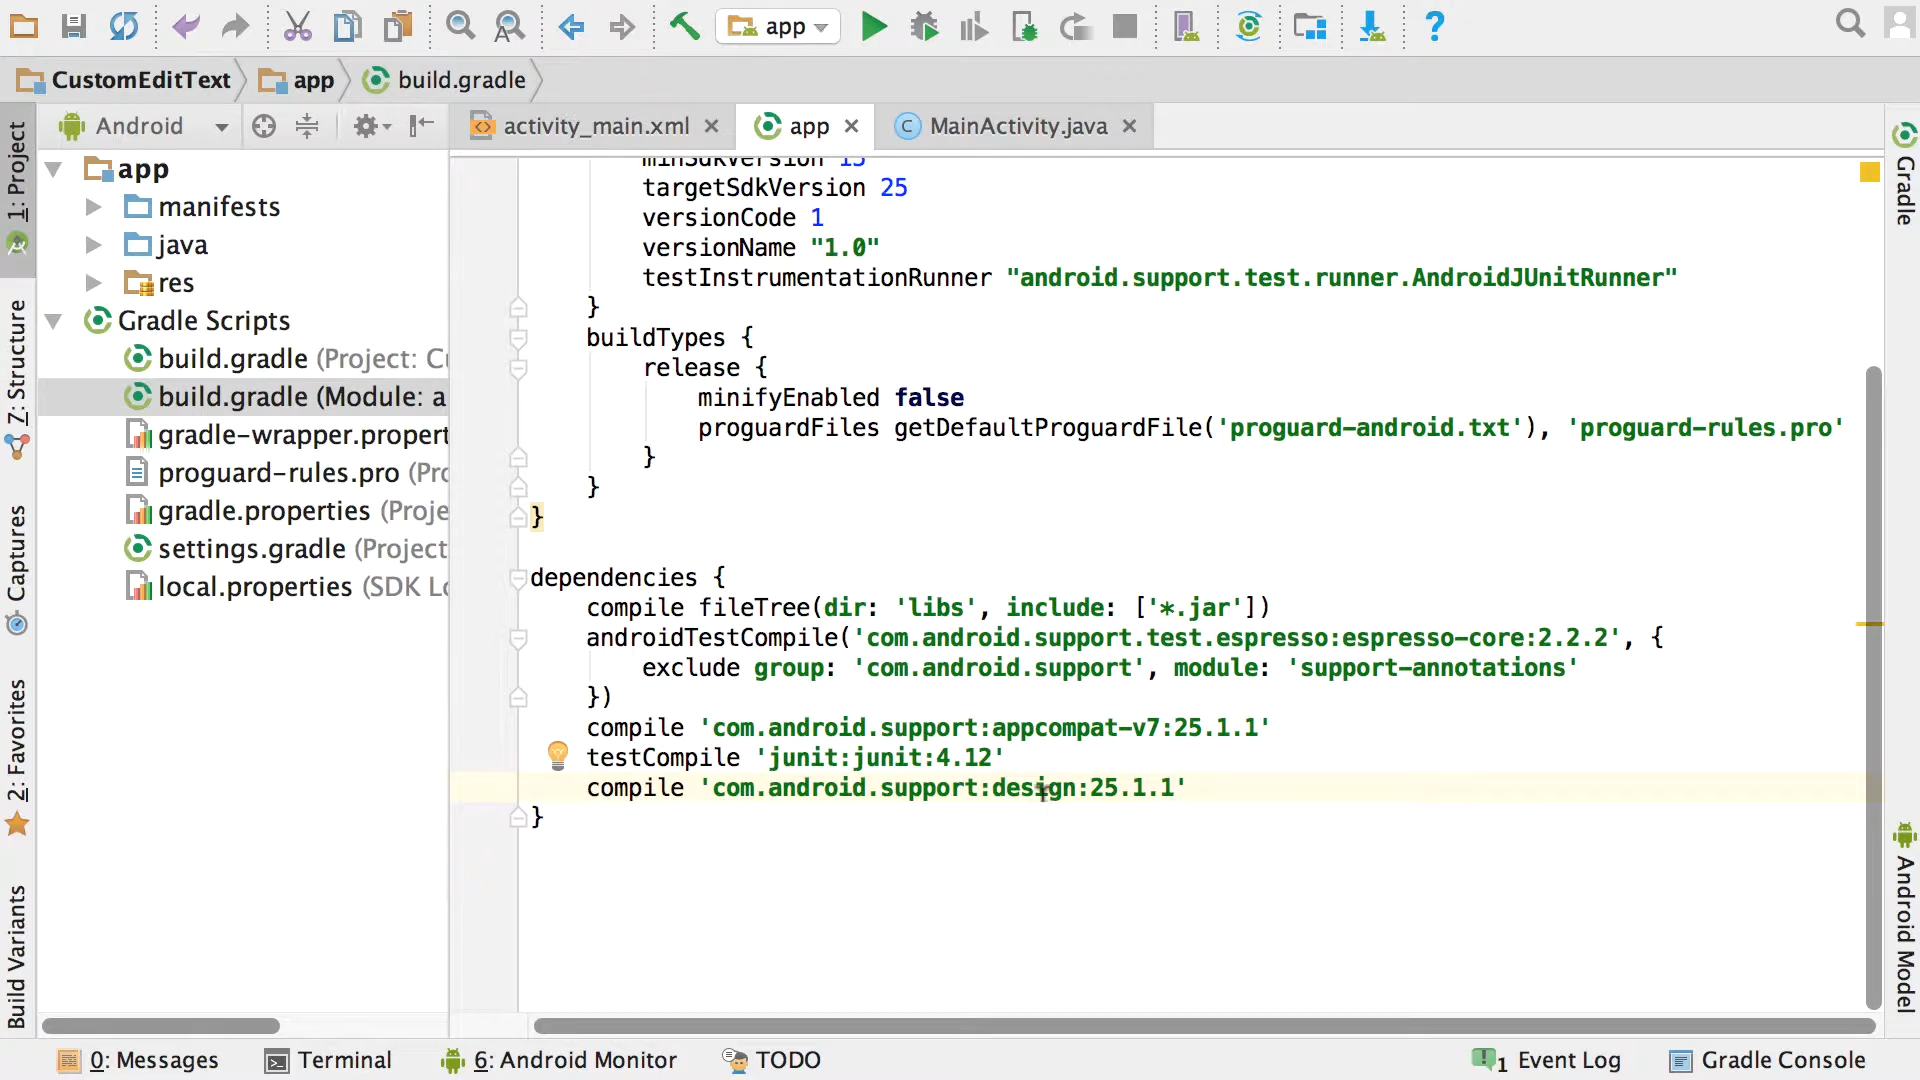 app
CustomEditText app build.gradle
Android
activity_main.xml
app
MainActivity.java
1: Project
Z: Structure
Captures
2: Favorites
Build Variants
app
manifests
java
res
Gradle Scripts
build.gradle (Project: Cu
build.gradle (Module: a
gradle-wrapper.propert
proguard-rules.pro (Pro
gradle.properties (Proje
settings.gradle (Project
local.properties (SDK Lo
minSdkVersion 15
targetSdkVersion 25
versionCode 1
versionName "1.0"
testInstrumentationRunner "android.support.test.runner.AndroidJUnitRunner"
}
buildTypes {
release {
minifyEnabled false
proguardFiles getDefaultProguardFile('proguard-android.txt'), 'proguard-rules.pro'
}
}
}
dependencies {
compile fileTree(dir: 'libs', include: ['*.jar'])
androidTestCompile('com.android.support.test.espresso:espresso-core:2.2.2', {
exclude group: 'com.android.support', module: 'support-annotations'
})
compile 'com.android.support:appcompat-v7:25.1.1'
testCompile 'junit:junit:4.12'
compile 'com.android.support:design:25.1.1'
}
Gradle
Android Model
0: Messages
Terminal
6: Android Monitor
TODO
1 Event Log
Gradle Console